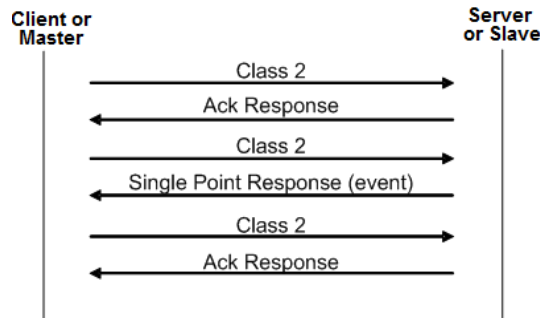 Client or
Master
Server
or Slave
Class 2
Ack Response
Class 2
Single Point Response (event)
Class 2
Ack Response